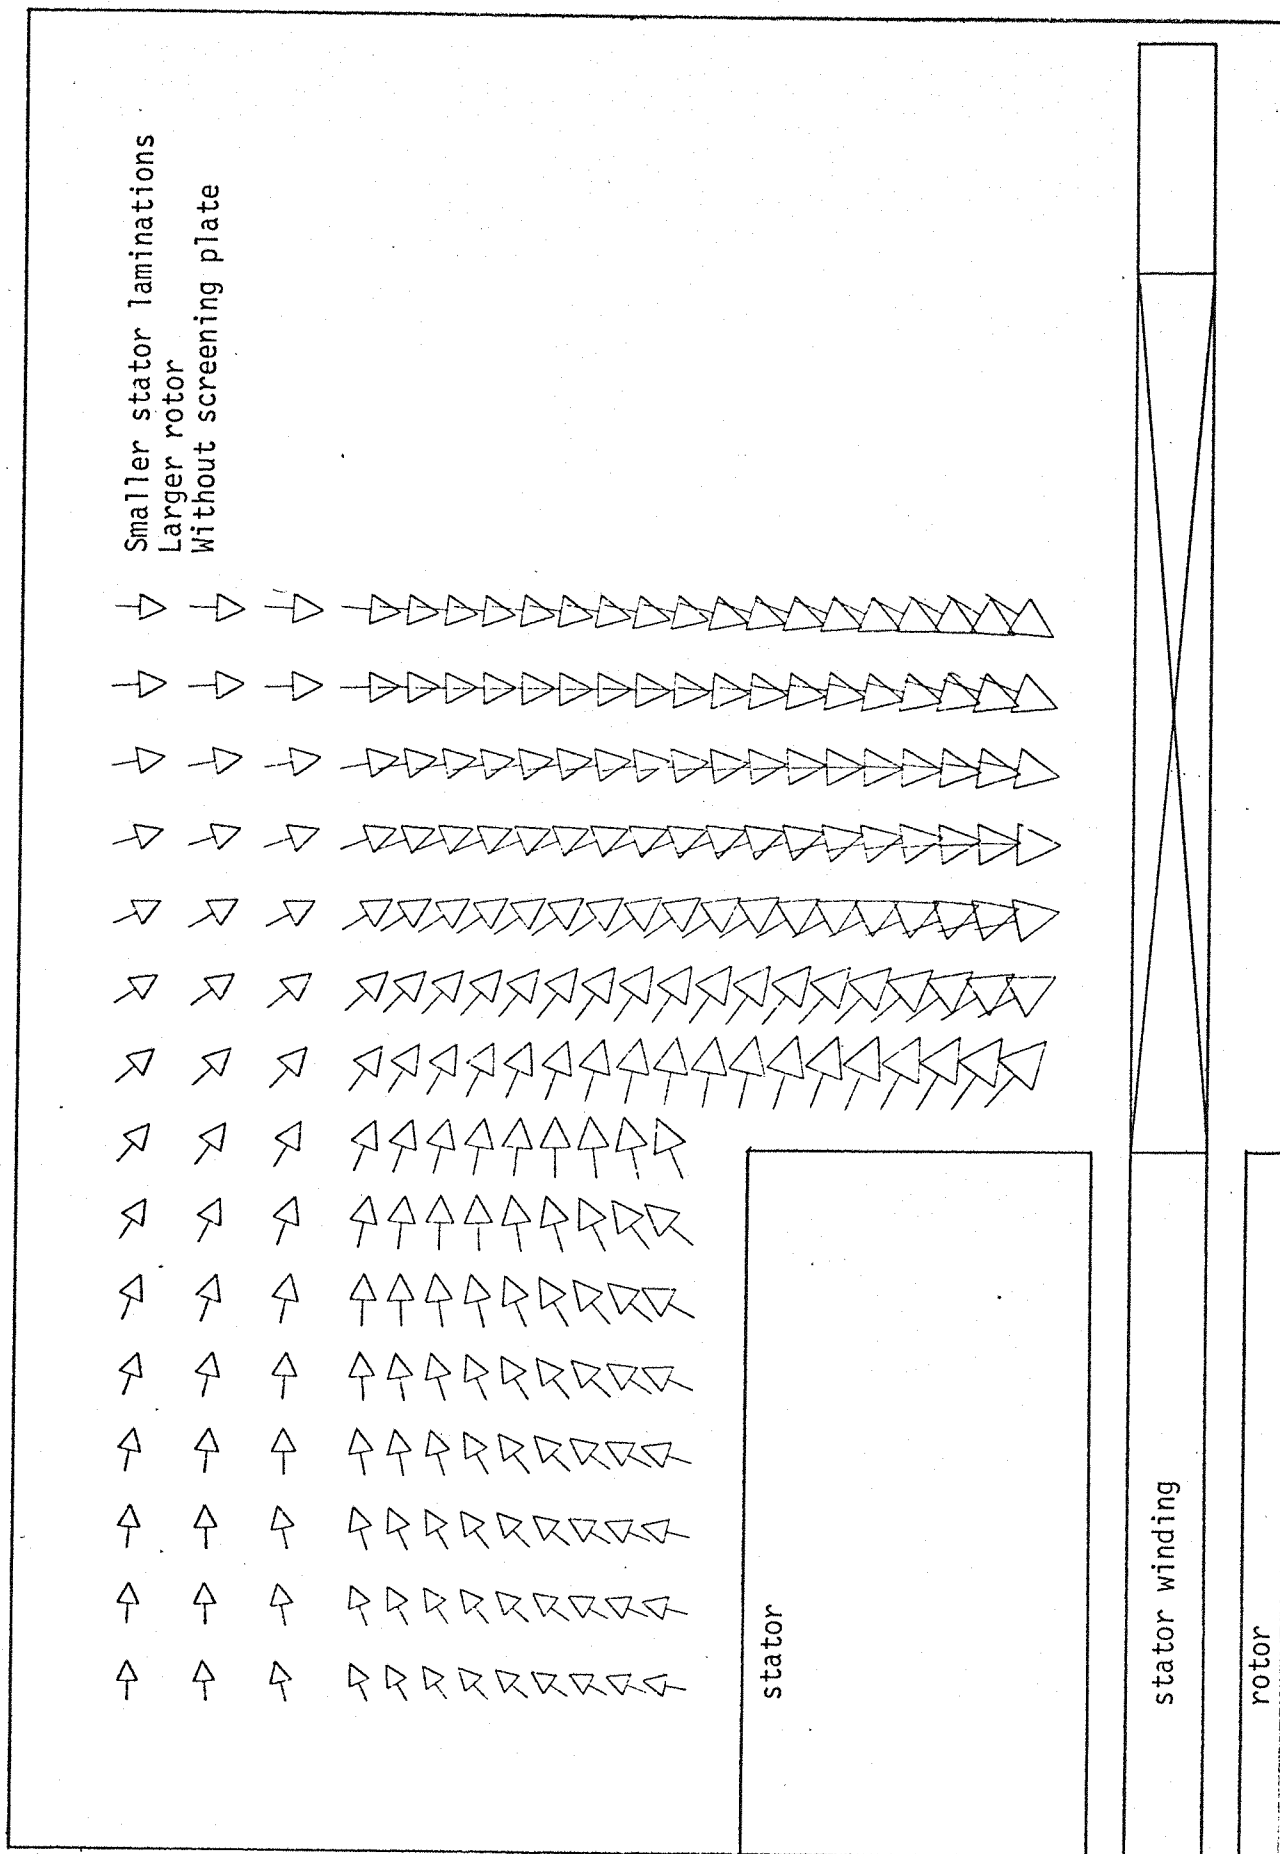 Smaller stator laminations
Larger rotor
Without screening plate
stator
stator winding
rotor